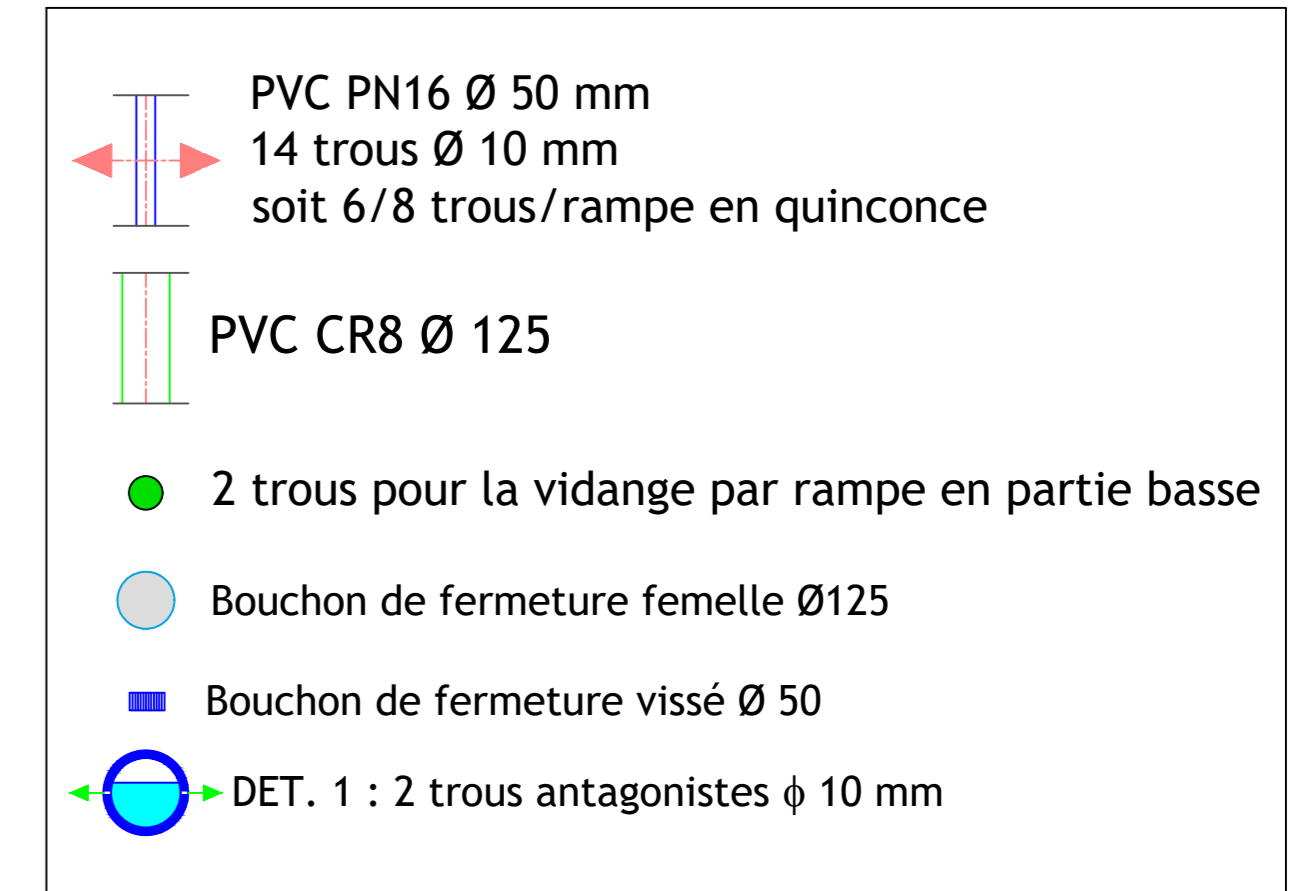 PVC PN16 Ø 50 mm
14 trous Ø 10 mm
soit 6/8 trous/rampe en quinconce
PVC CR8 Ø 125
2 trous pour la vidange par rampe en partie basse
Bouchon de fermeture femelle Ø125
Bouchon de fermeture vissé Ø 50
DET. 1 : 2 trous antagonistes ϕ 10 mm